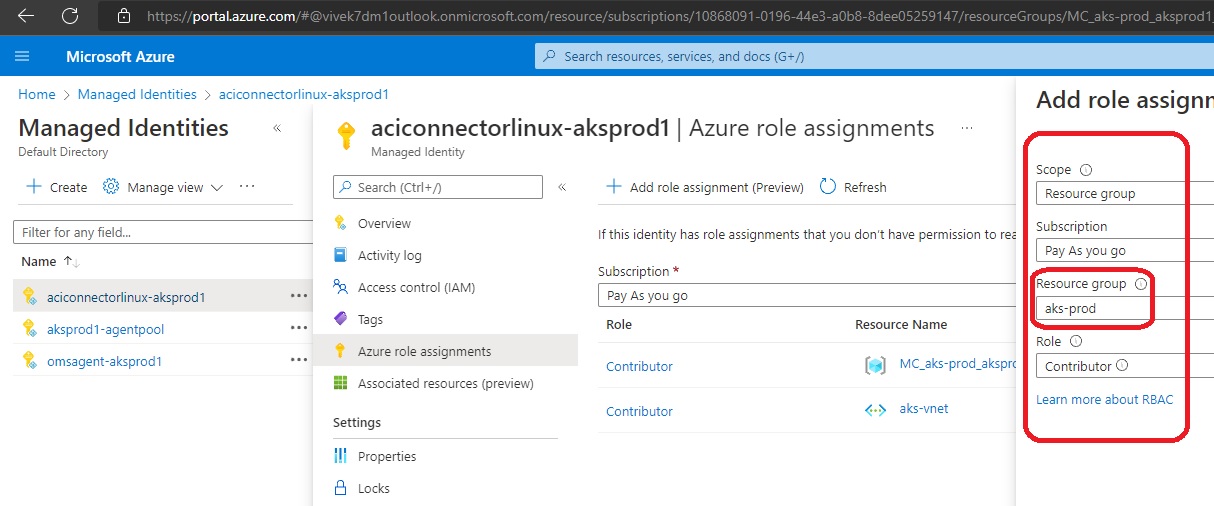 https://portal.azure.com/#@vivek7dm1outlook.onmicrosoft.com/resource/subscriptions/10868091-0196-44e3-a0b8-8dee05259147/resourceGroups/MC_aks-prod_aksprod1_
Microsoft Azure
Search resources, services, and docs (G+/)
Home > Managed Identities > aciconnectorlinux-aksprod1
Managed Identities
Default Directory
Create
Manage view
Filter for any field...
Name
aciconnectorlinux-aksprod1
aksprod1-agentpool
omsagent-aksprod1
aciconnectorlinux-aksprod1 | Azure role assignments
Managed Identity
Search (Ctrl+/)
Overview
Activity log
Access control (IAM)
Tags
Azure role assignments
Associated resources (preview)
Settings
Properties
Locks
Add role assignment (Preview)
Refresh
If this identity has role assignments that you don't have permission to rea
Subscription *
Pay As you go
Role Resource Name
Contributor MC_aks-prod_akspro
Contributor aks-vnet
Add role assignm
Scope
Resource group
Subscription
Pay As you go
Resource group
aks-prod
Role
Contributor
Learn more about RBAC